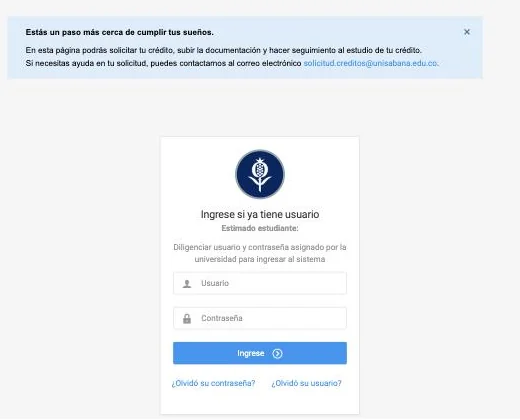 Estás un paso más cerca de cumplir tus sueños.
×
En esta página podrás solicitar tu crédito, subir la documentación y hacer seguimiento al estudio de tu crédito.
Si necesitas ayuda en tu solicitud, puedes contactarnos al correo electrónico solicitud.creditos@unisabana.edu.co.
Ingrese si ya tiene usuario
Estimado estudiante:
Diligenciar usuario y contraseña asignado por la
universidad para ingresar al sistema
Usuario
Contraseña
Ingrese
¿Olvidó su contraseña? ¿Olvidó su usuario?